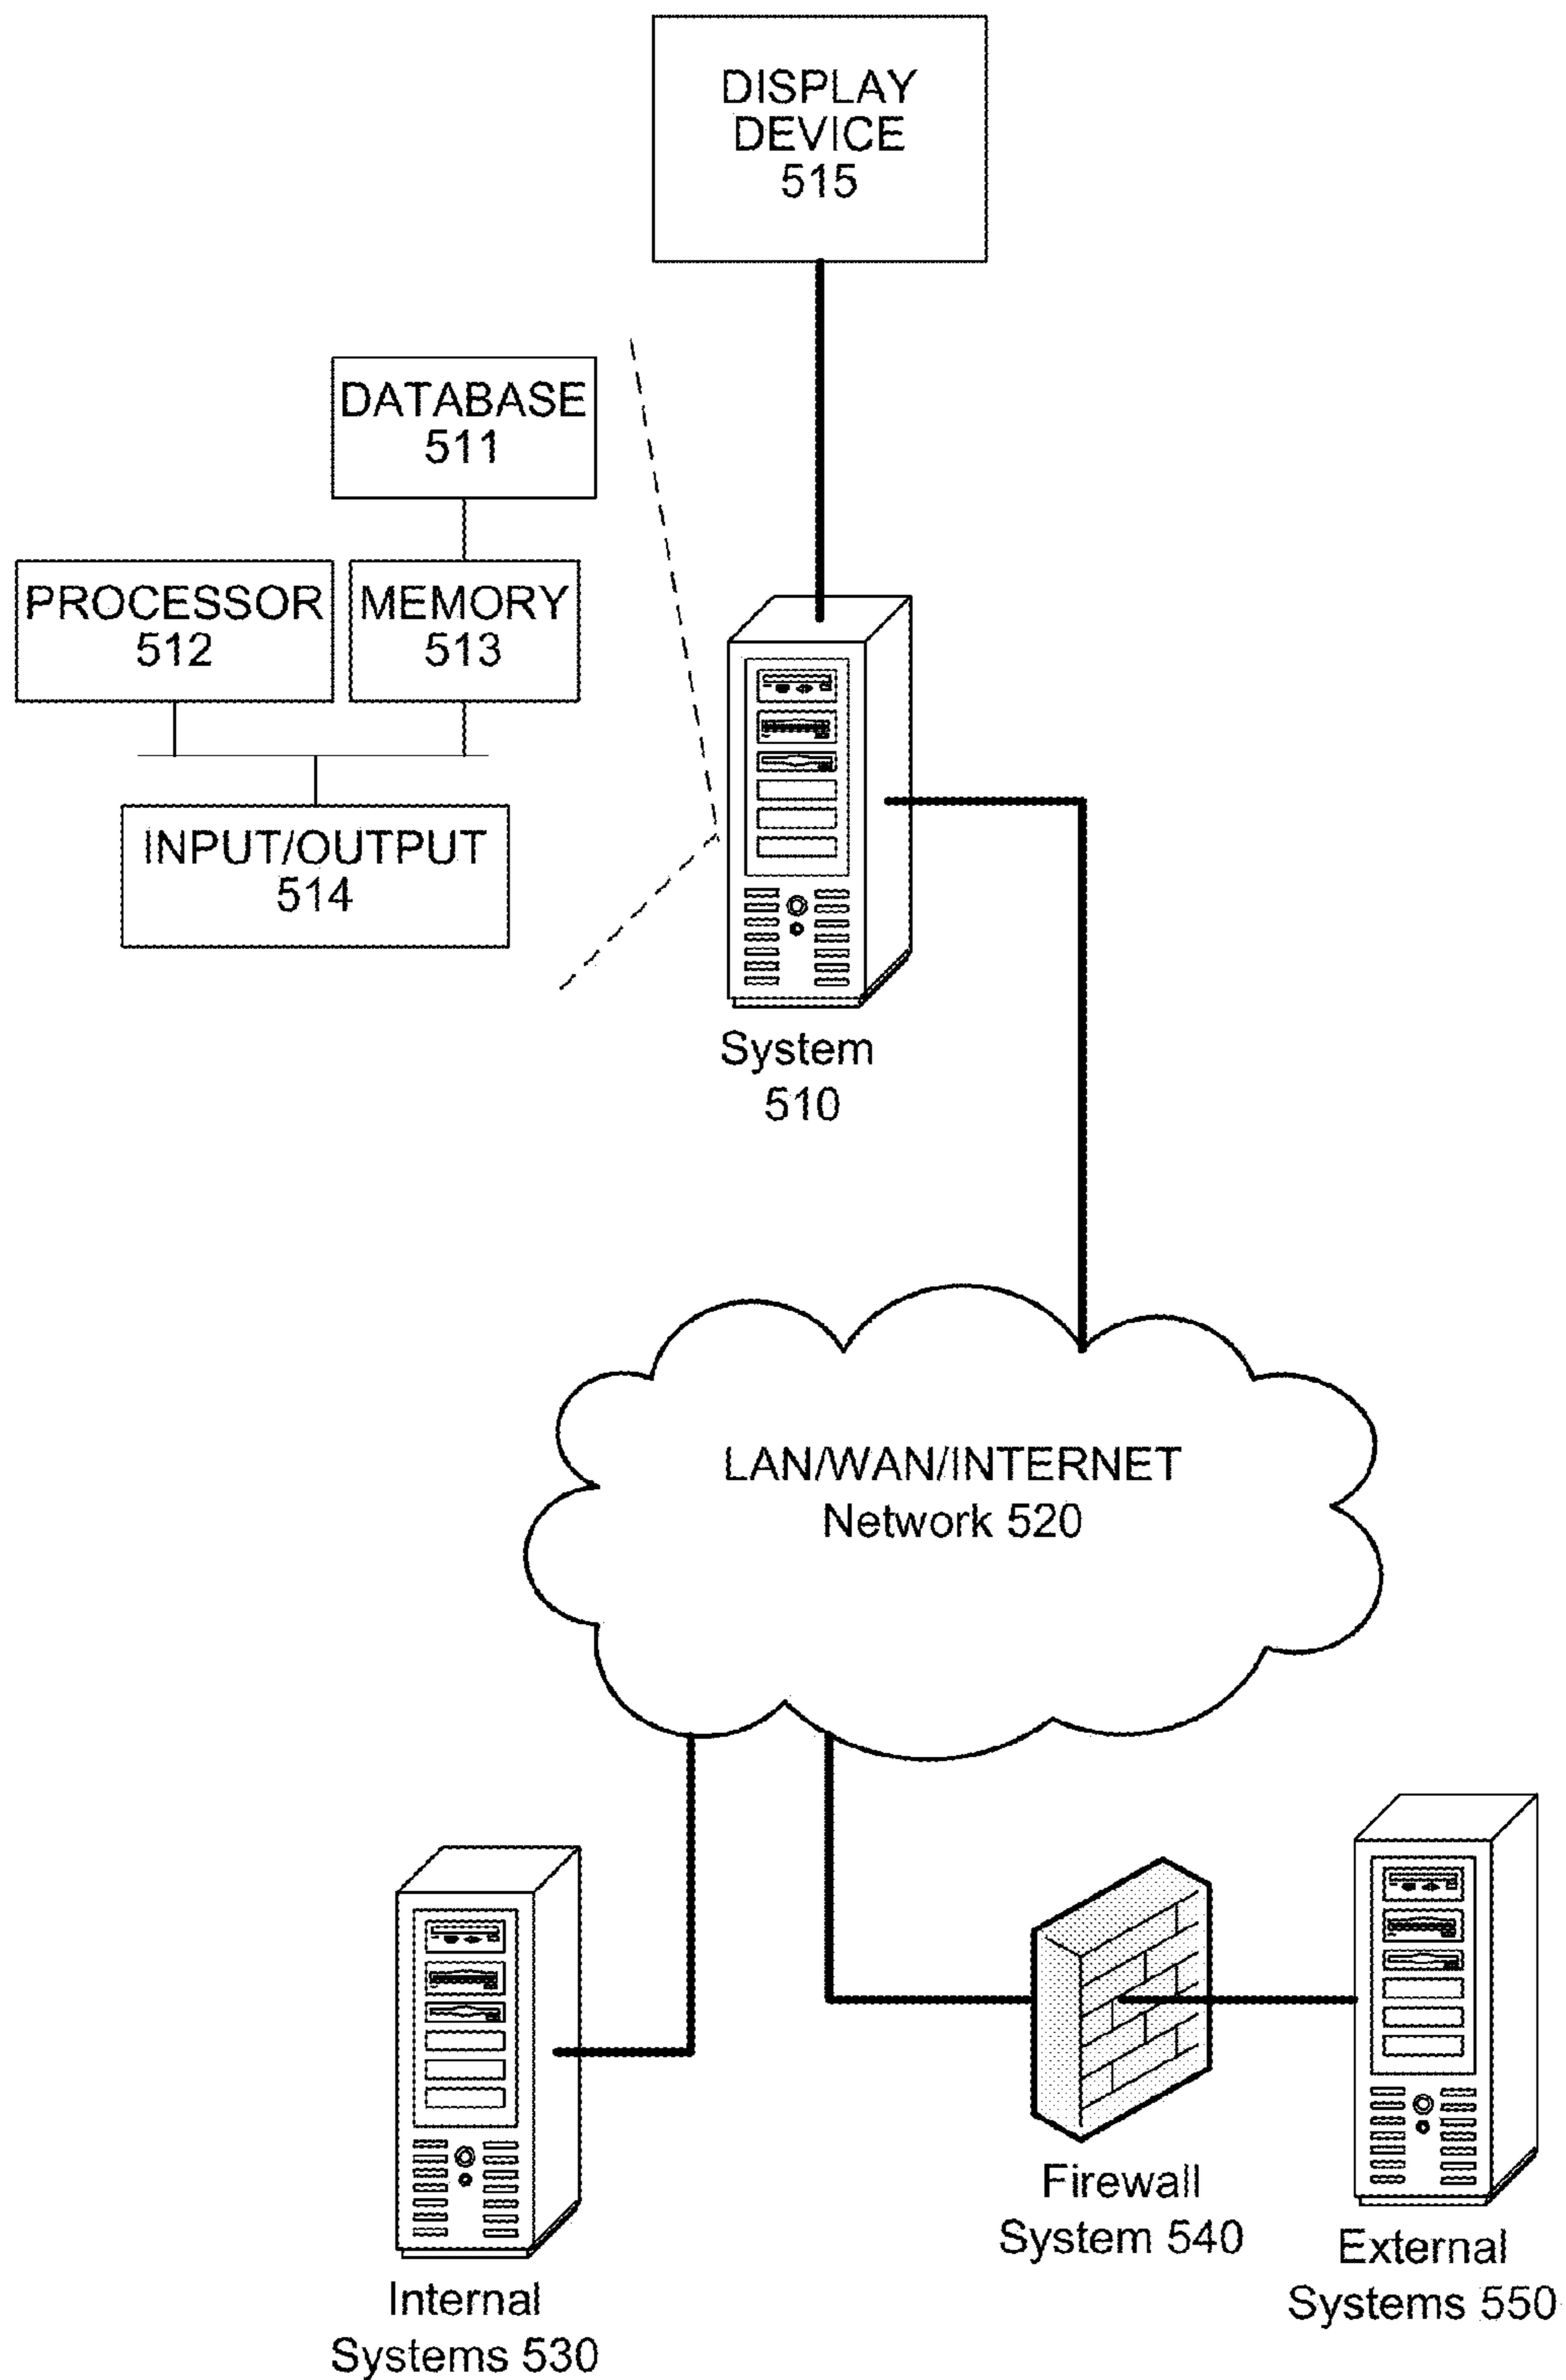 DISPLAY
DEVICE
515
DATABASE
511
PROCESSOR
512
MEMORY
513
INPUT/OUTPUT
514
System
510
LAN/WAN/INTERNET
Network 520
Firewall
System 540
External
Systems 550
Internal
Systems 530